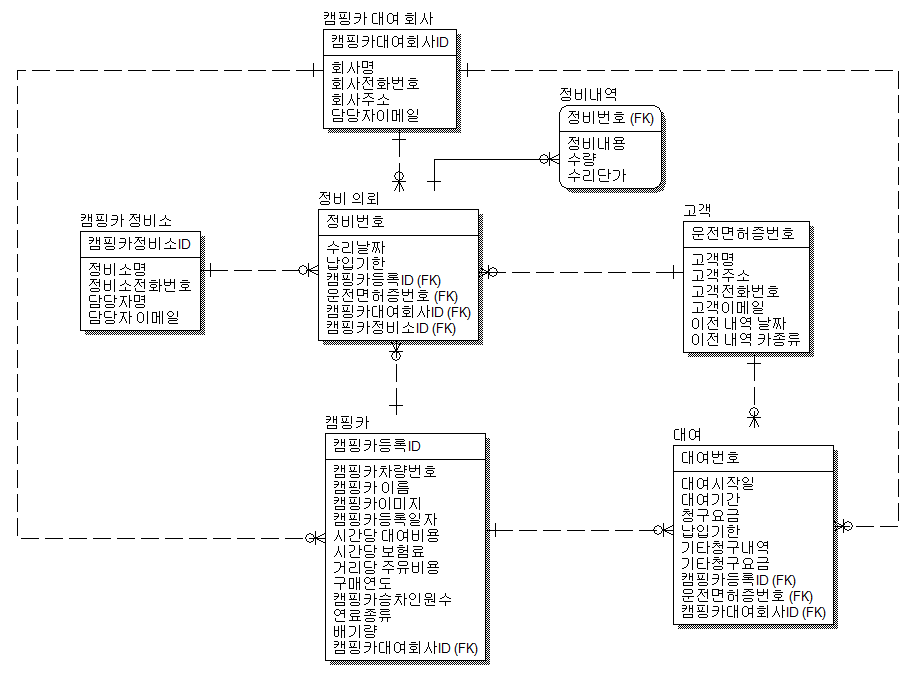 캠핑카 대여 회사
캠핑카대여회사ID
회사명
회사전화번호
회사주소
담당자이메일
정비내역
정비번호 (FK)
정비내용
수량
수리단가
정비 의뢰
정비번호
수리날짜
납입기한
캠핑카등록ID (FK)
운전면허증번호 (FK)
캠핑카대여회사ID (FK)
캠핑카정비소ID (FK)
캠핑카 정비소
캠핑카정비소ID
정비소명
정비소전화번호
담당자명
담당자 이메일
고객
운전면허증번호
고객명
고객주소
고객전화번호
고객이메일
이전 내역 날짜
이전 내역 카종류
캠핑카
캠핑카등록ID
캠핑카차량번호
캠핑카 이름
캠핑카이미지
캠핑카등록일자
시간당 대여비용
시간당 보험료
거리당 주유비용
구매연도
캠핑카승차인원수
연료종류
배기량
캠핑카대여회사ID (FK)
대여
대여번호
대여시작일
대여기간
청구요금
납입기한
기타청구내역
기타청구요금
캠핑카등록ID (FK)
운전면허증번호 (FK)
캠핑카대여회사ID (FK)